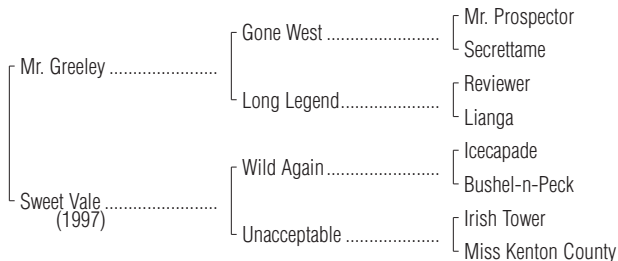 Mr. Prospector
Gone West ......................
Secrettame
Mr. Greeley ......................
Reviewer
Long Legend....................
Lianga
Icecapade
Wild Again ......................
Bushel-n-Peck
Sweet Vale ......................
(1997)
Irish Tower
Unacceptable ...................
Miss Kenton County